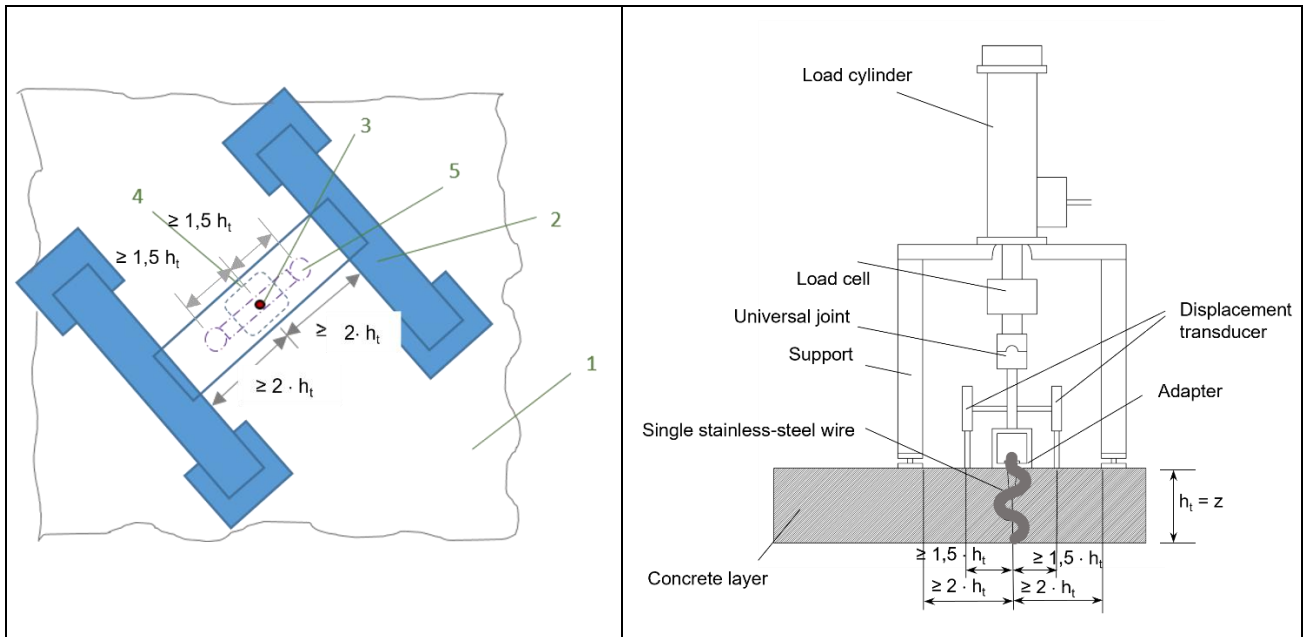 3
5
4
≥ 1,5 hₜ
2
≥ 1,5 hₜ
≥ 2· hₜ
1
≥ 2 · hₜ
Load cylinder
Load cell
Universal joint
Support
Displacement
transducer
Adapter
Single stainless-steel wire
hₜ = z
≥ 1,5 · hₜ
≥ 1,5 · hₜ
Concrete layer
≥ 2 · hₜ
≥ 2 · hₜ